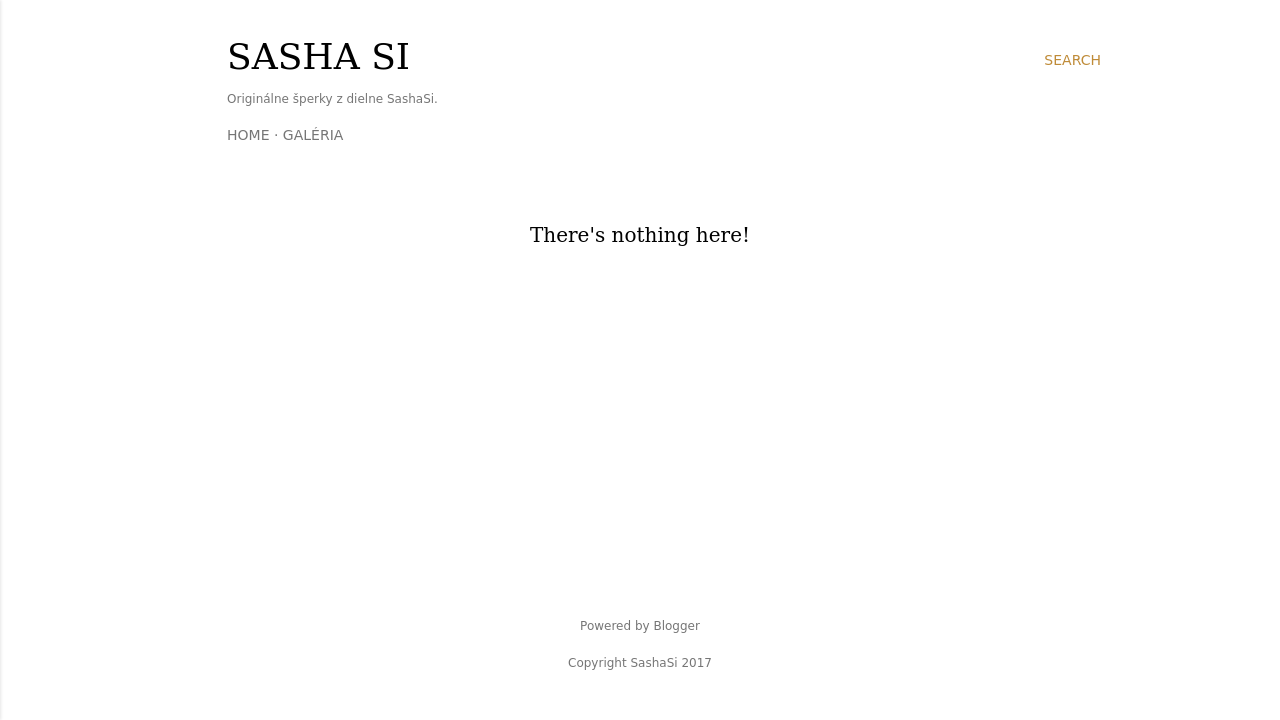 SASHA SI
SEARCH
Originálne šperky z dielne SashaSi.
HOME · GALÉRIA
There's nothing here!
Powered by Blogger
Copyright SashaSi 2017